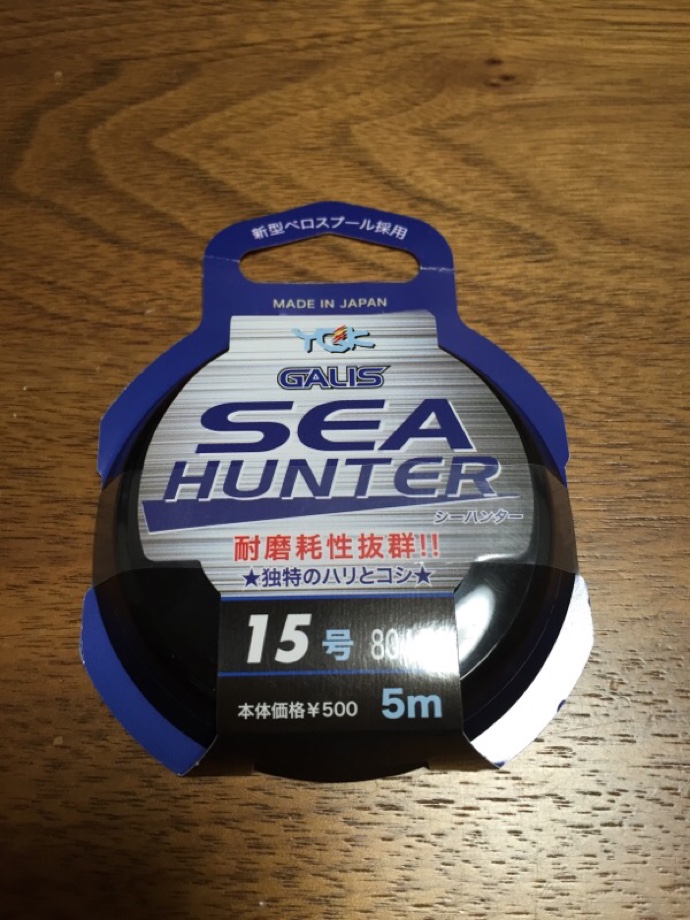 新型ベロスプール採用
MADE IN JAPAN
YGK
GALIS
SEA
HUNTER
シーハンター
耐磨耗性抜群!!
★独特のハリとコシ★
15号
本体価格¥500 5m